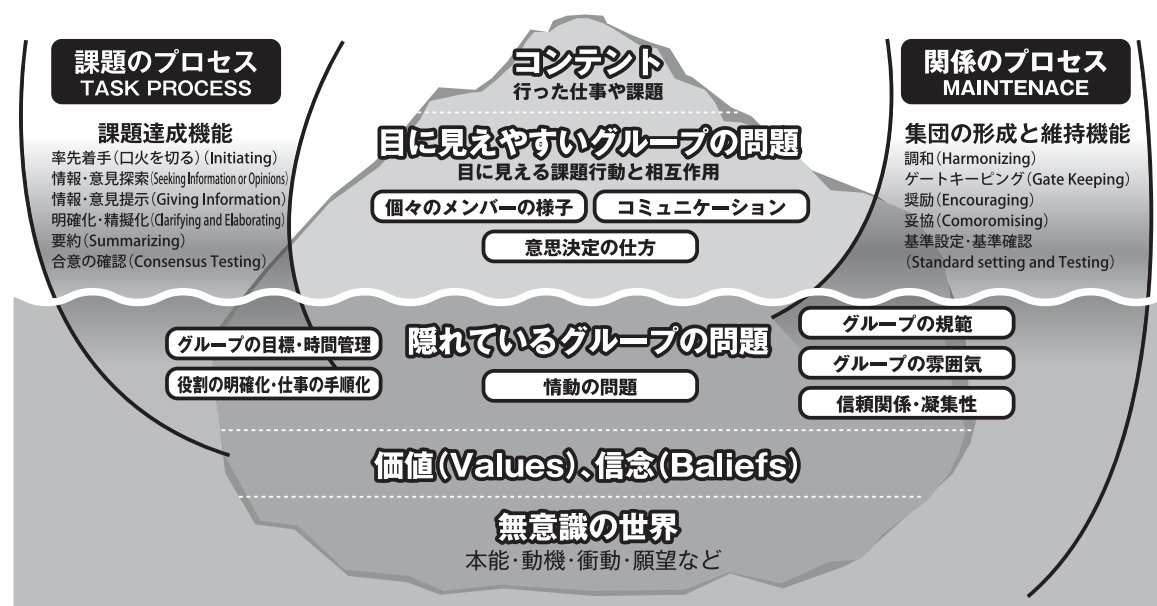 課題のプロセス
TASK PROCESS
課題達成機能
率先着手(口火を切る)(Initiating)
情報・意見探索(Seeking Information or Opinions)
情報・意見提示(Giving Information)
明確化・精擬化(Clarifying and Elaborating)
要約(Summarizing)
合意の確認(Consensus Testing)
コンテント
行った仕事や課題
目に見えやすいグループの問題
目に見える課題行動と相互作用
個々のメンバーの様子
コミュニケーション
意思決定の仕方
関係のプロセス
MAINTENACE
集団の形成と維持機能
調和(Harmonizing)
ゲートキーピング(Gate Keeping)
奨励(Encouraging)
妥協(Comoromising)
基準設定・基準確認
(Standard setting and Testing)
グループの目標・時間管理
役割の明確化・仕事の手順化
隠れているグループの問題
情動の問題
グループの規範
グループの雰囲気
信頼関係・凝集性
価値(Values)、信念(Baliefs)
無意識の世界
本能・動機・衝動・願望など